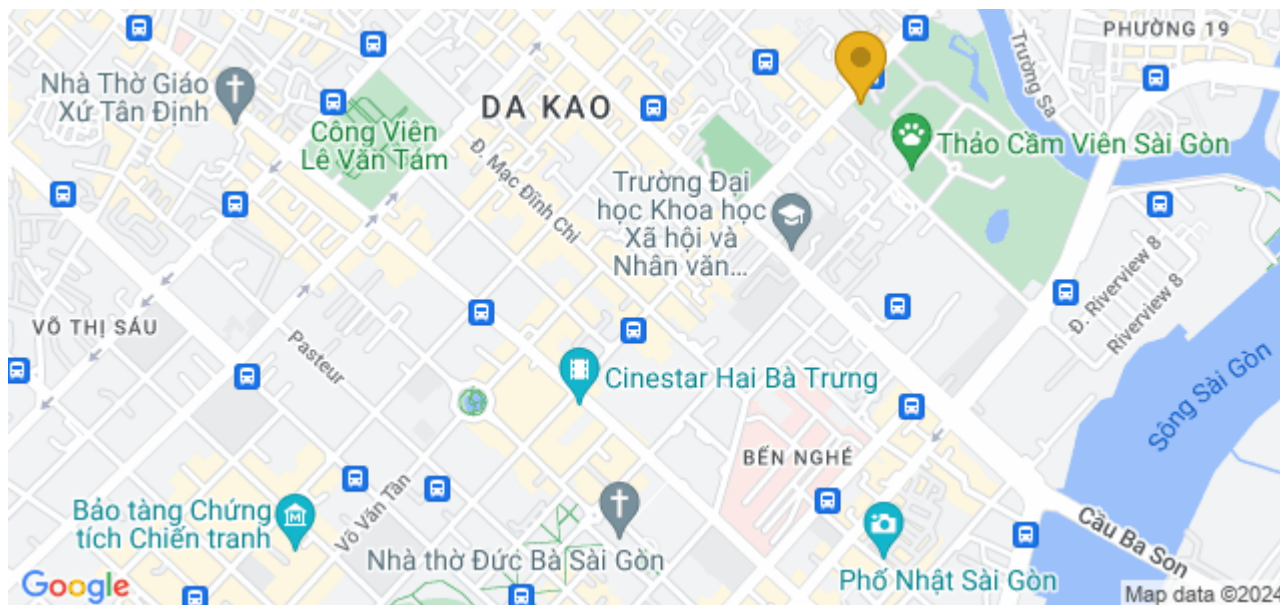 PHƯỜNG 19
Trường Sa
Nhà Thờ Giáo
Xứ Tân Định
DA KAO
Công Viên
Lê Văn Tám
Đ. Mạc Đĩnh Chi
Thảo Cầm Viên Sài Gòn
Trường Đại
học Khoa học
Xã hội và
Nhân văn...
Đ. Riverview 8
Riverview 8
VÕ THỊ SÁU
Pasteur
Cinestar Hai Bà Trưng
Sông Sài Gòn
BẾN NGHÉ
Bảo tàng Chứng
tích Chiến tranh
Võ Văn Tần
Nhà thờ Đức Bà Sài Gòn
Phố Nhật Sài Gòn
Cầu Ba Son
Google
Map data ©2024